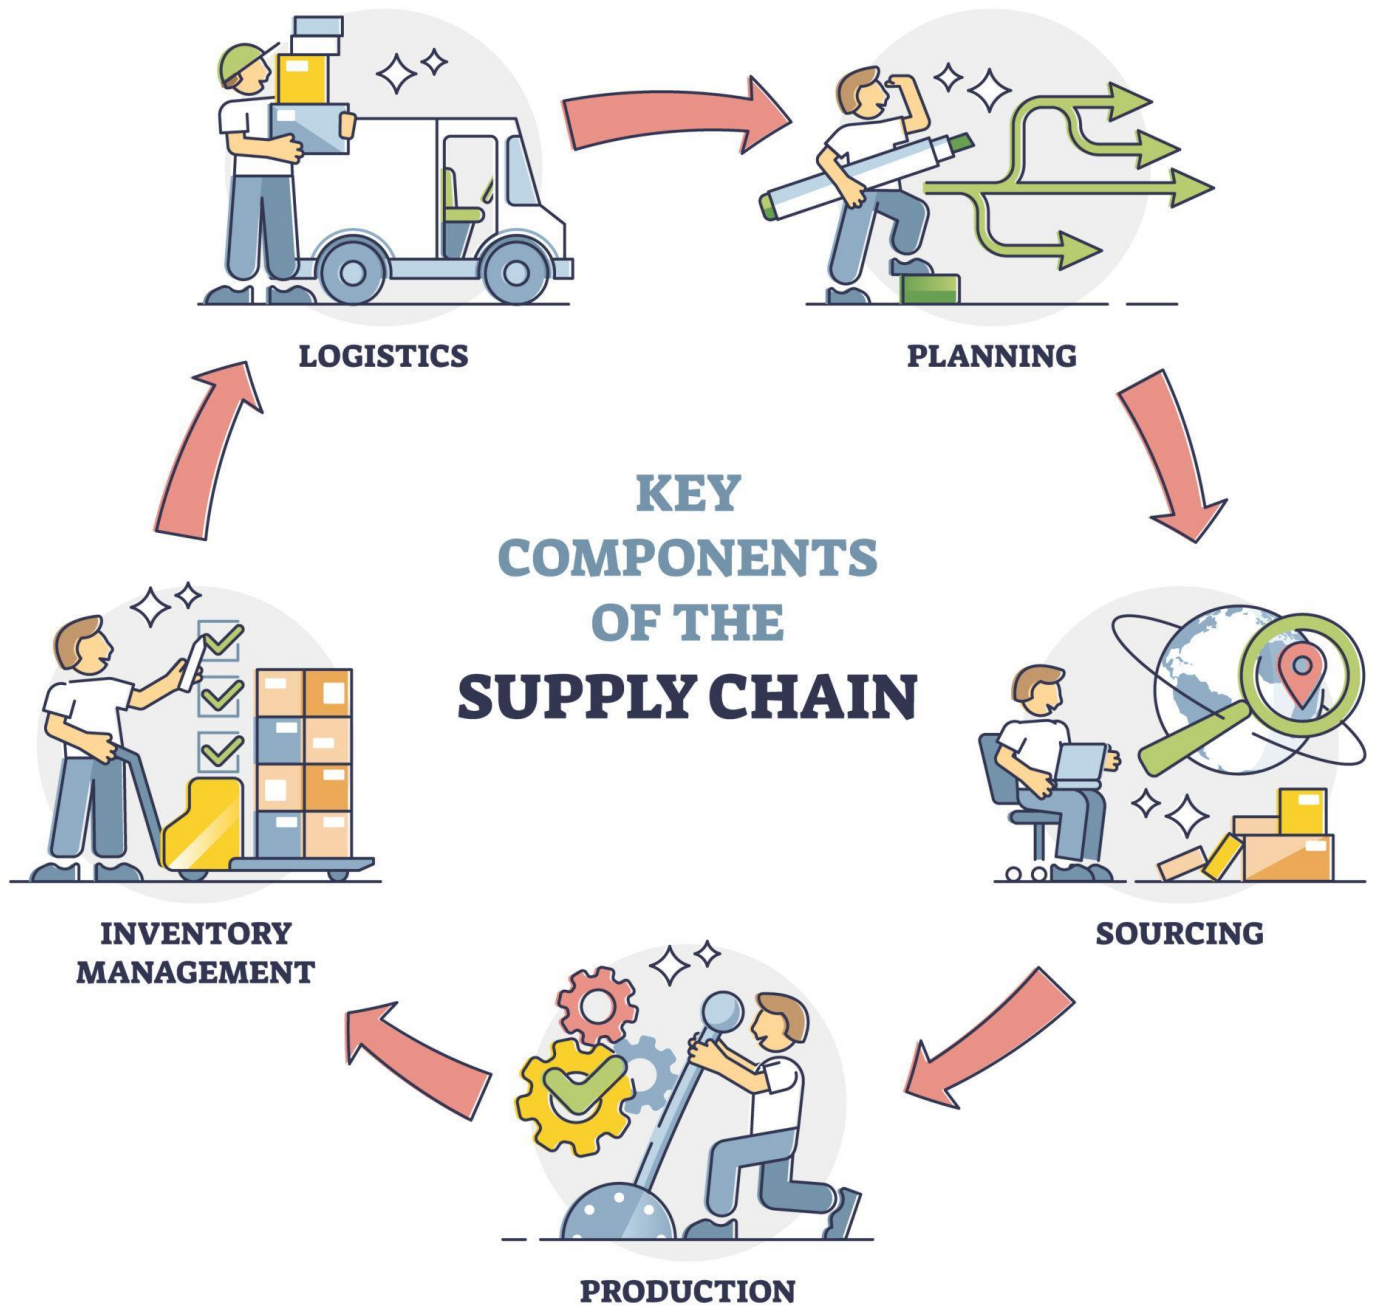 LOGISTICS
PLANNING
KEY
COMPONENTS
OF THE
SUPPLY CHAIN
INVENTORY
MANAGEMENT
SOURCING
PRODUCTION